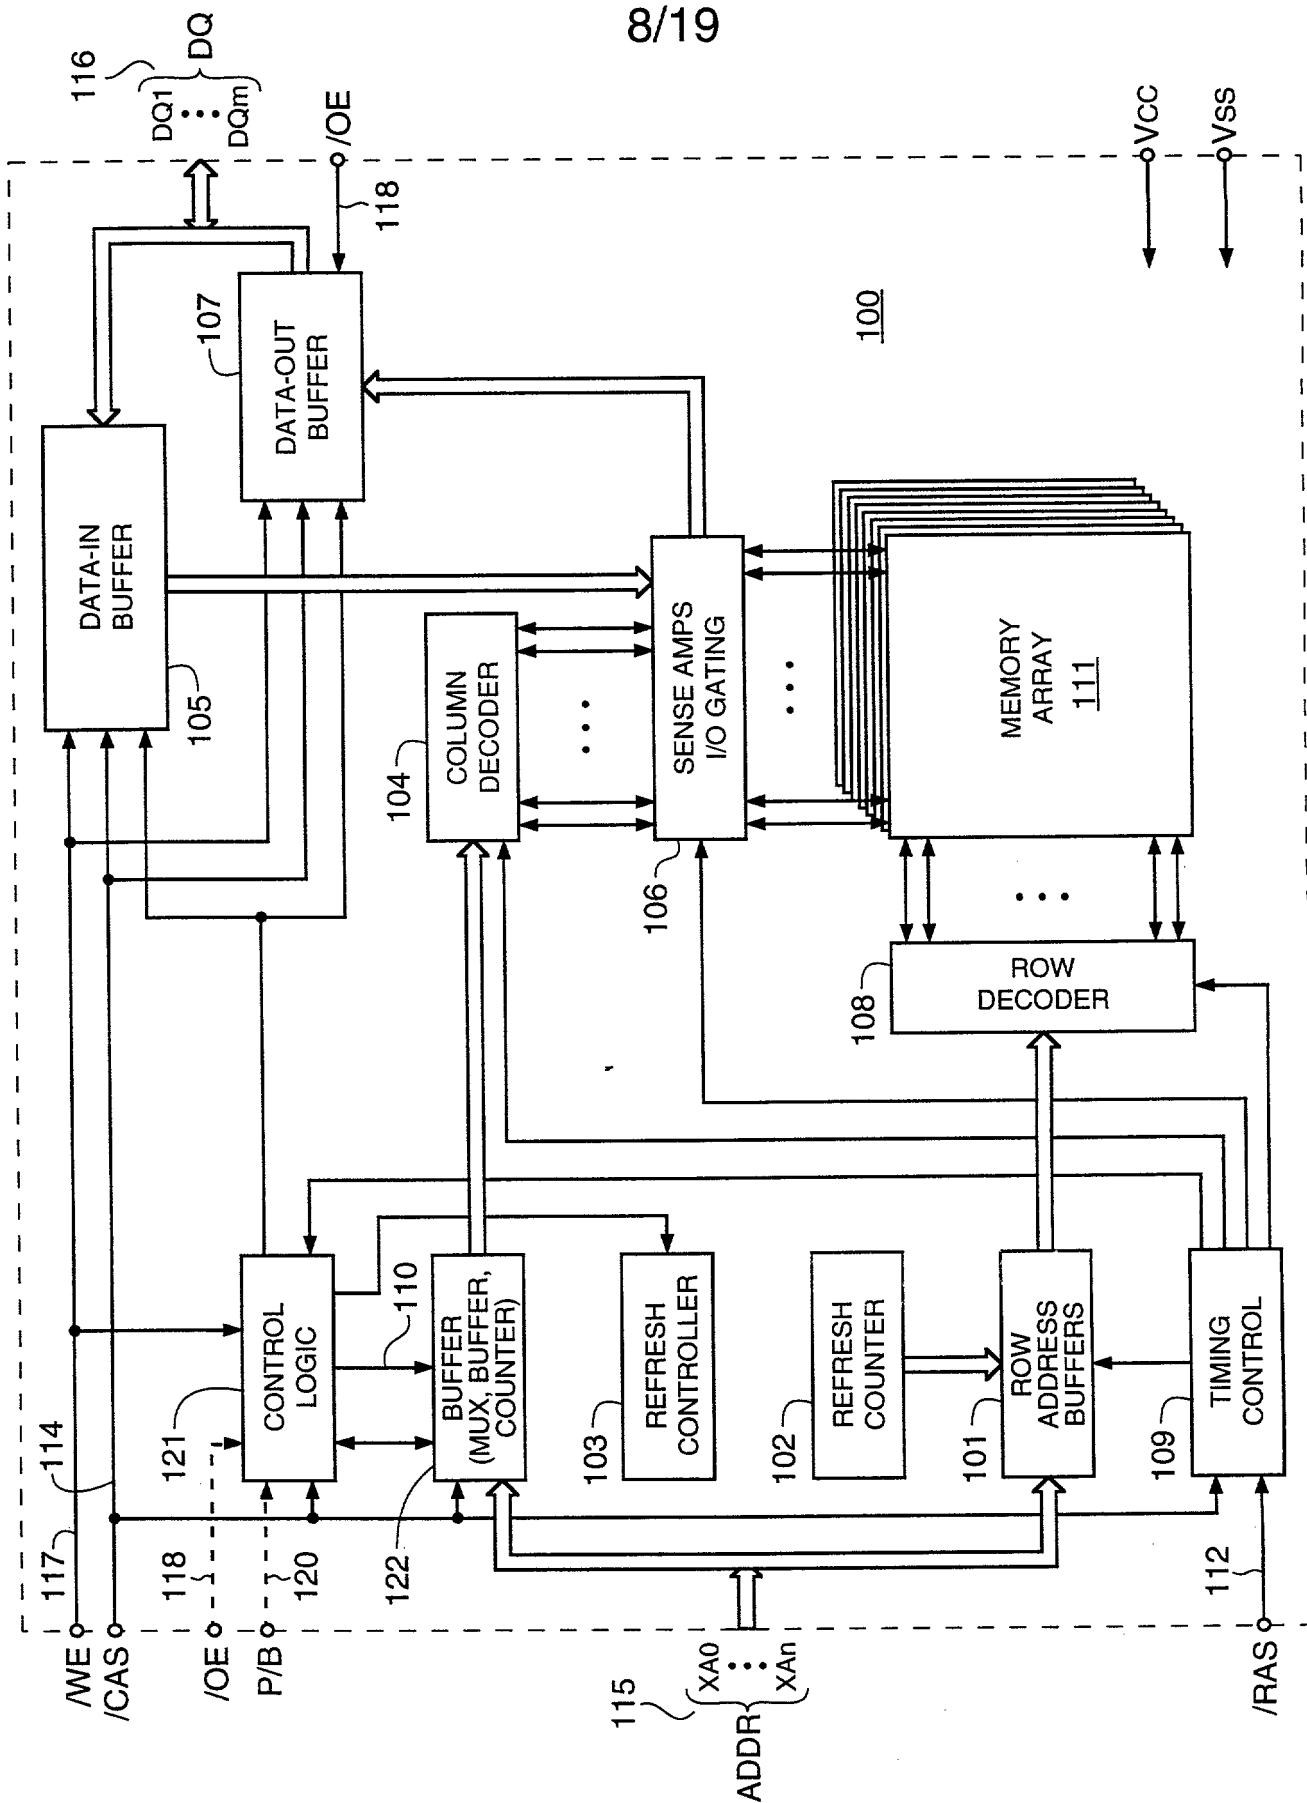 8/19
116
DQ1
DQm
DQ
/OE
118
VCC
VSS
100
DATA-IN
BUFFER
105
DATA-OUT
BUFFER
107
COLUMN
DECODER
104
SENSE AMPS
I/O GATING
106
MEMORY
ARRAY
111
ROW
DECODER
108
CONTROL
LOGIC
121
110
BUFFER
(MUX, BUFFER,
COUNTER)
122
REFRESH
CONTROLLER
103
REFRESH
COUNTER
102
ROW
ADDRESS
BUFFERS
101
TIMING
CONTROL
109
117
114
118
120
112
/WE
/CAS
/OE
P/B
115
XA0
XAn
ADDR
/RAS